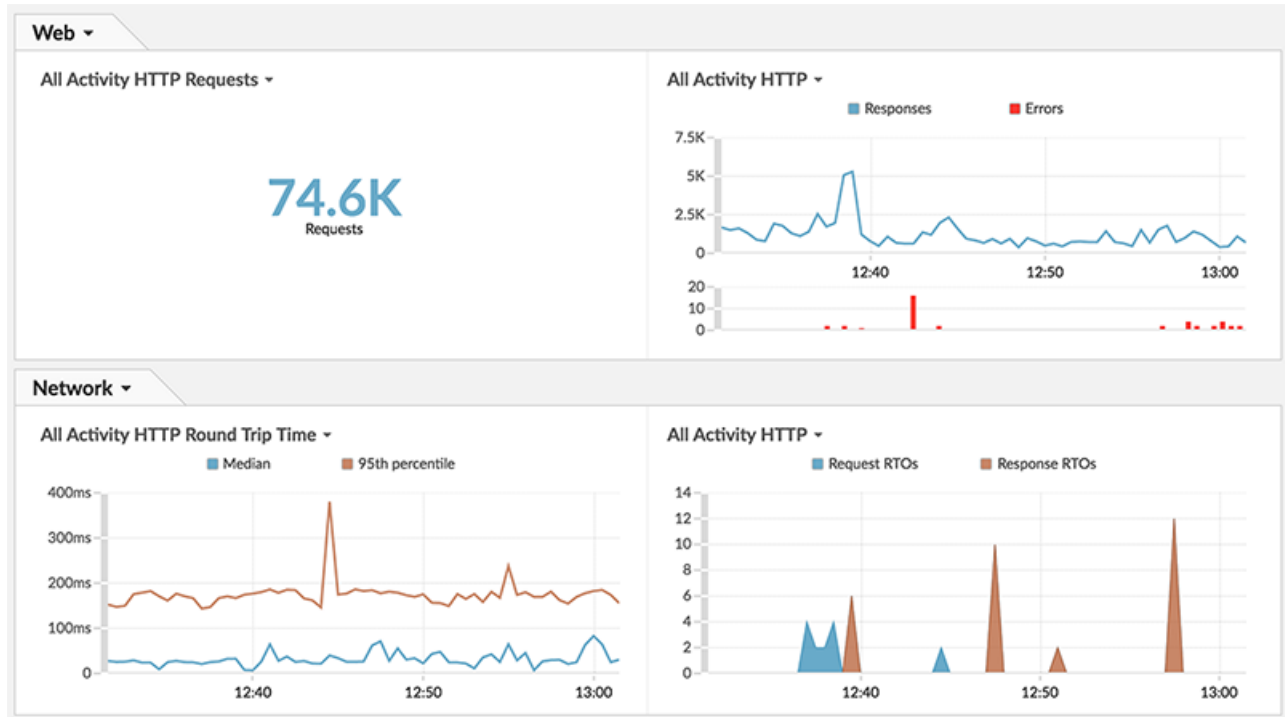 Web
All Activity HTTP Requests
74.6K
Requests
All Activity HTTP
Responses Errors
7.5K
5K
2.5K
0
12:40 12:50 13:00
20
10
0
Network
All Activity HTTP Round Trip Time
Median 95th percentile
400ms
300ms
200ms
100ms
0
12:40 12:50 13:00
All Activity HTTP
Request RTOs Response RTOs
14
12
10
8
6
4
2
0
12:40 12:50 13:00